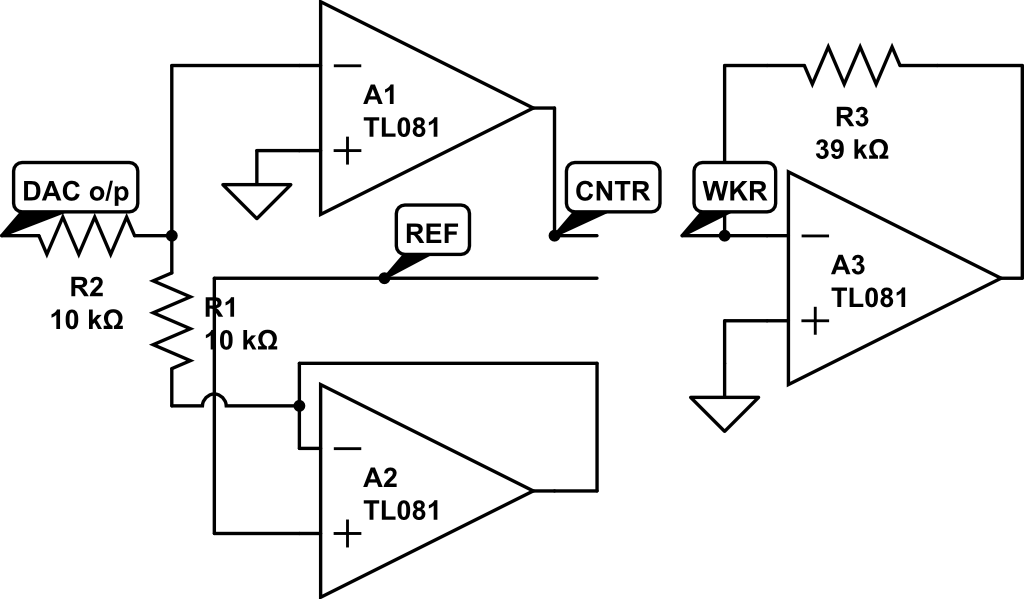 A1
TL081
DAC o/p
R2
10 kΩ
R1
10 kΩ
REF
CNTR
WKR
R3
39 kΩ
A3
TL081
A2
TL081